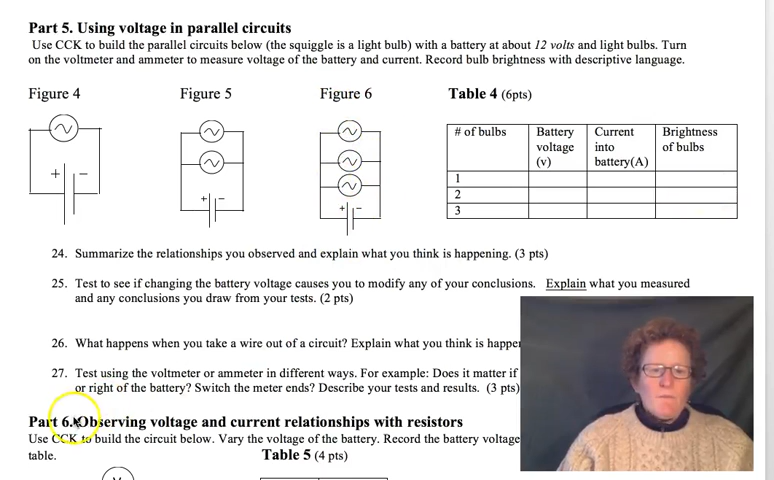 Part 5. Using voltage in parallel circuits
Use CCK to build the parallel circuits below (the squiggle is a light bulb) with a battery at about 12 volts and light bulbs. Turn
on the voltmeter and ammeter to measure voltage of the battery and current. Record bulb brightness with descriptive language.
Figure 4 Figure 5 Figure 6 Table 4 (6pts)
# of bulbs Battery voltage (v) Current into battery(A) Brightness of bulbs
1
2
3
+ −
+ −
+ −
24. Summarize the relationships you observed and explain what you think is happening. (3 pts)
25. Test to see if changing the battery voltage causes you to modify any of your conclusions. Explain what you measured
and any conclusions you draw from your tests. (2 pts)
26. What happens when you take a wire out of a circuit? Explain what you think is
27. Test using the voltmeter or ammeter in different ways. For example: Does it matter if
or right of the battery? Switch the meter ends? Describe your tests and results. (3 pts)
Part 6. Observing voltage and current relationships with resistors
Use CCK to build the circuit below. Vary the voltage of the battery. Record the battery voltage
table. Table 5 (4 pts)